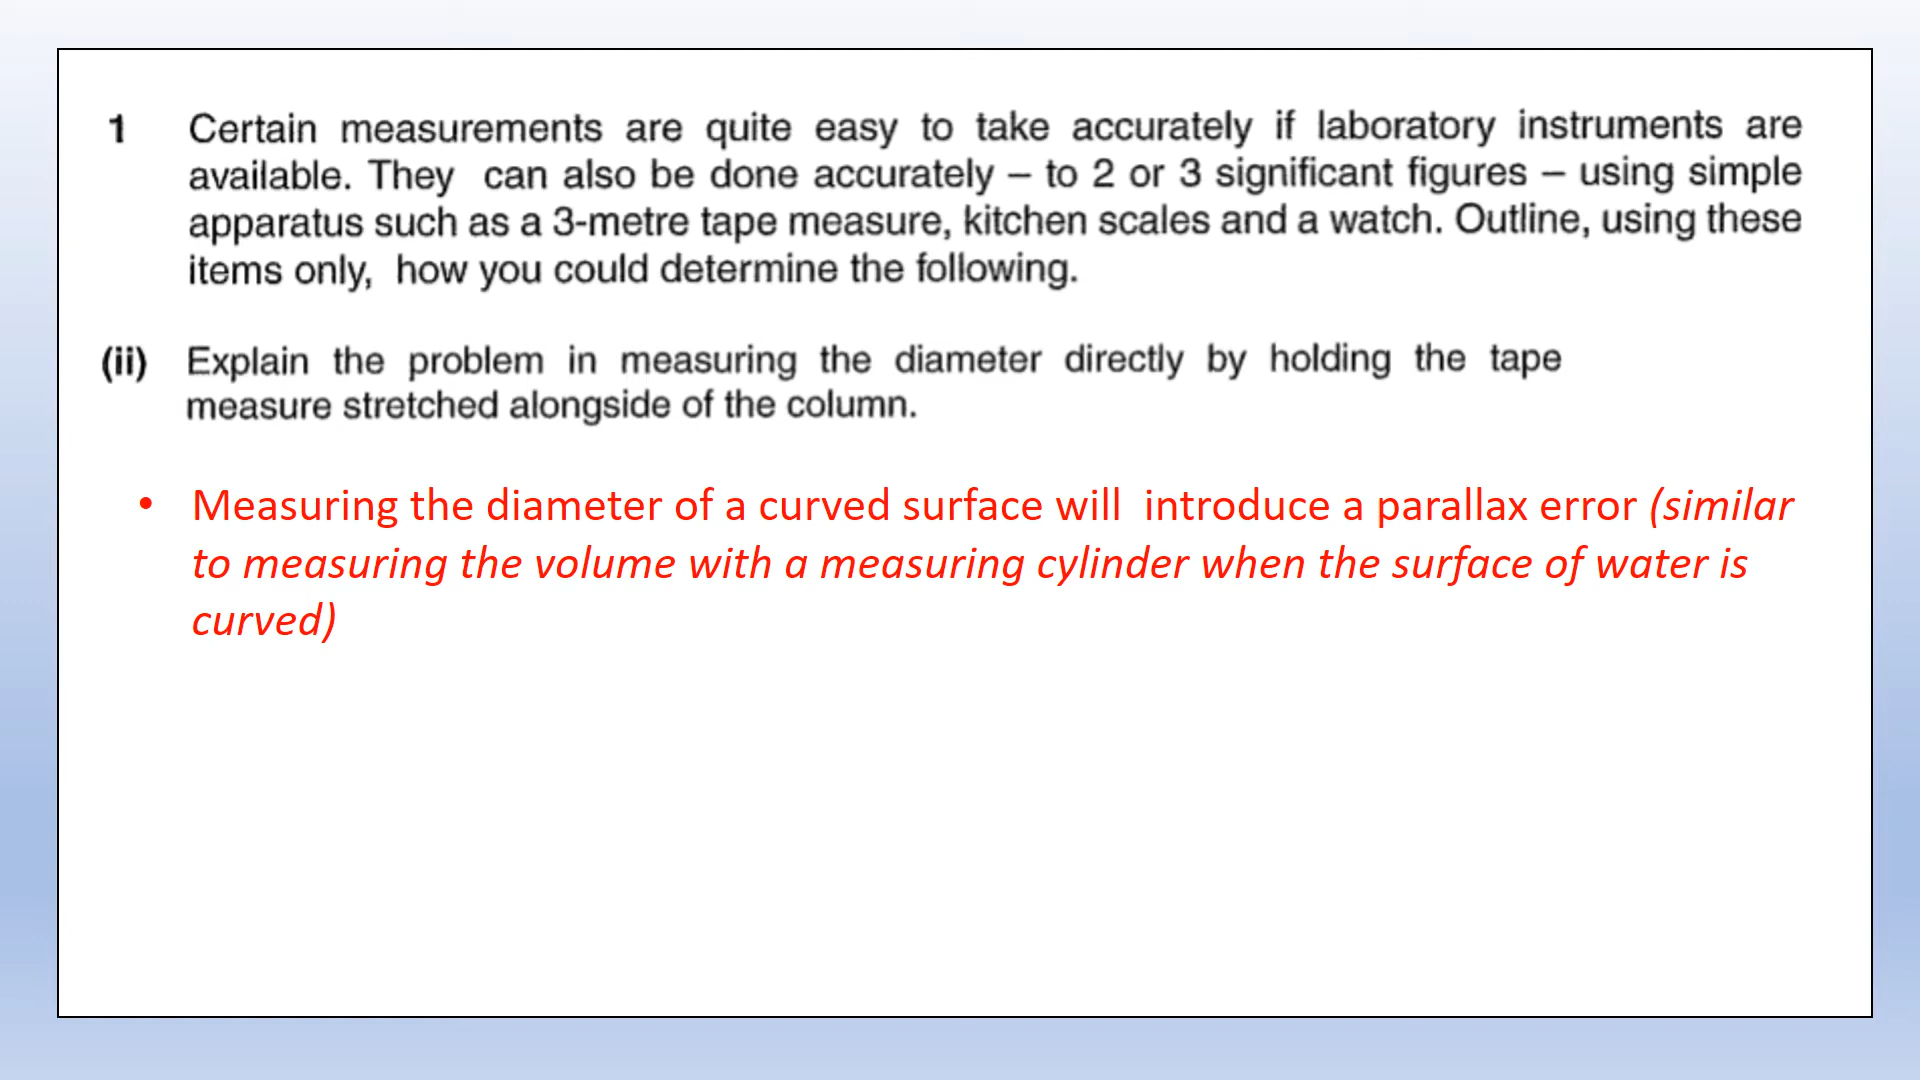 1 Certain measurements are quite easy to take accurately if laboratory instruments are
available. They can also be done accurately – to 2 or 3 significant figures – using simple
apparatus such as a 3-metre tape measure, kitchen scales and a watch. Outline, using these
items only, how you could determine the following.
(ii) Explain the problem in measuring the diameter directly by holding the tape
measure stretched alongside of the column.
• Measuring the diameter of a curved surface will introduce a parallax error (similar
to measuring the volume with a measuring cylinder when the surface of water is
curved)